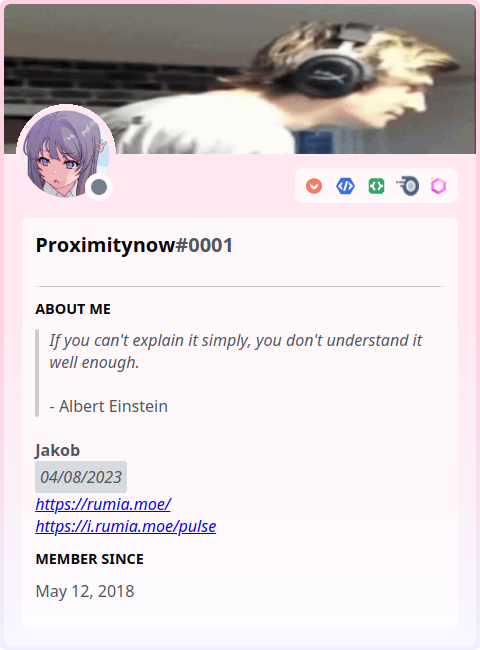 Proximitynow#0001
ABOUT ME
If you can't explain it simply, you don't understand it
well enough.
- Albert Einstein
Jakob
04/08/2023
https://rumia.moe/
https://i.rumia.moe/pulse
MEMBER SINCE
May 12, 2018